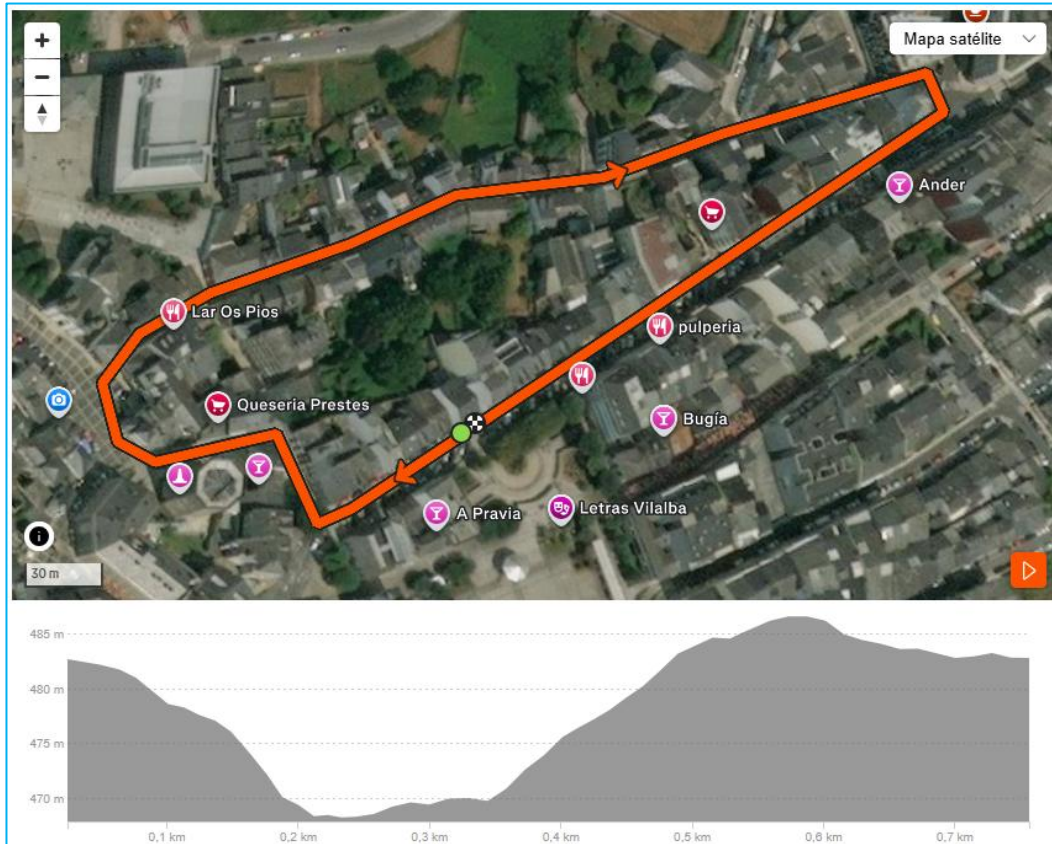 +
Mapa satélite
−
Ander
Lar Os Pios
pulperia
Queseria Prestes
Bugía
A Pravia
Letras Vilalba
i
30 m
485 m
480 m
475 m
470 m
0,1 km
0,2 km
0,3 km
0,4 km
0,5 km
0,6 km
0,7 km